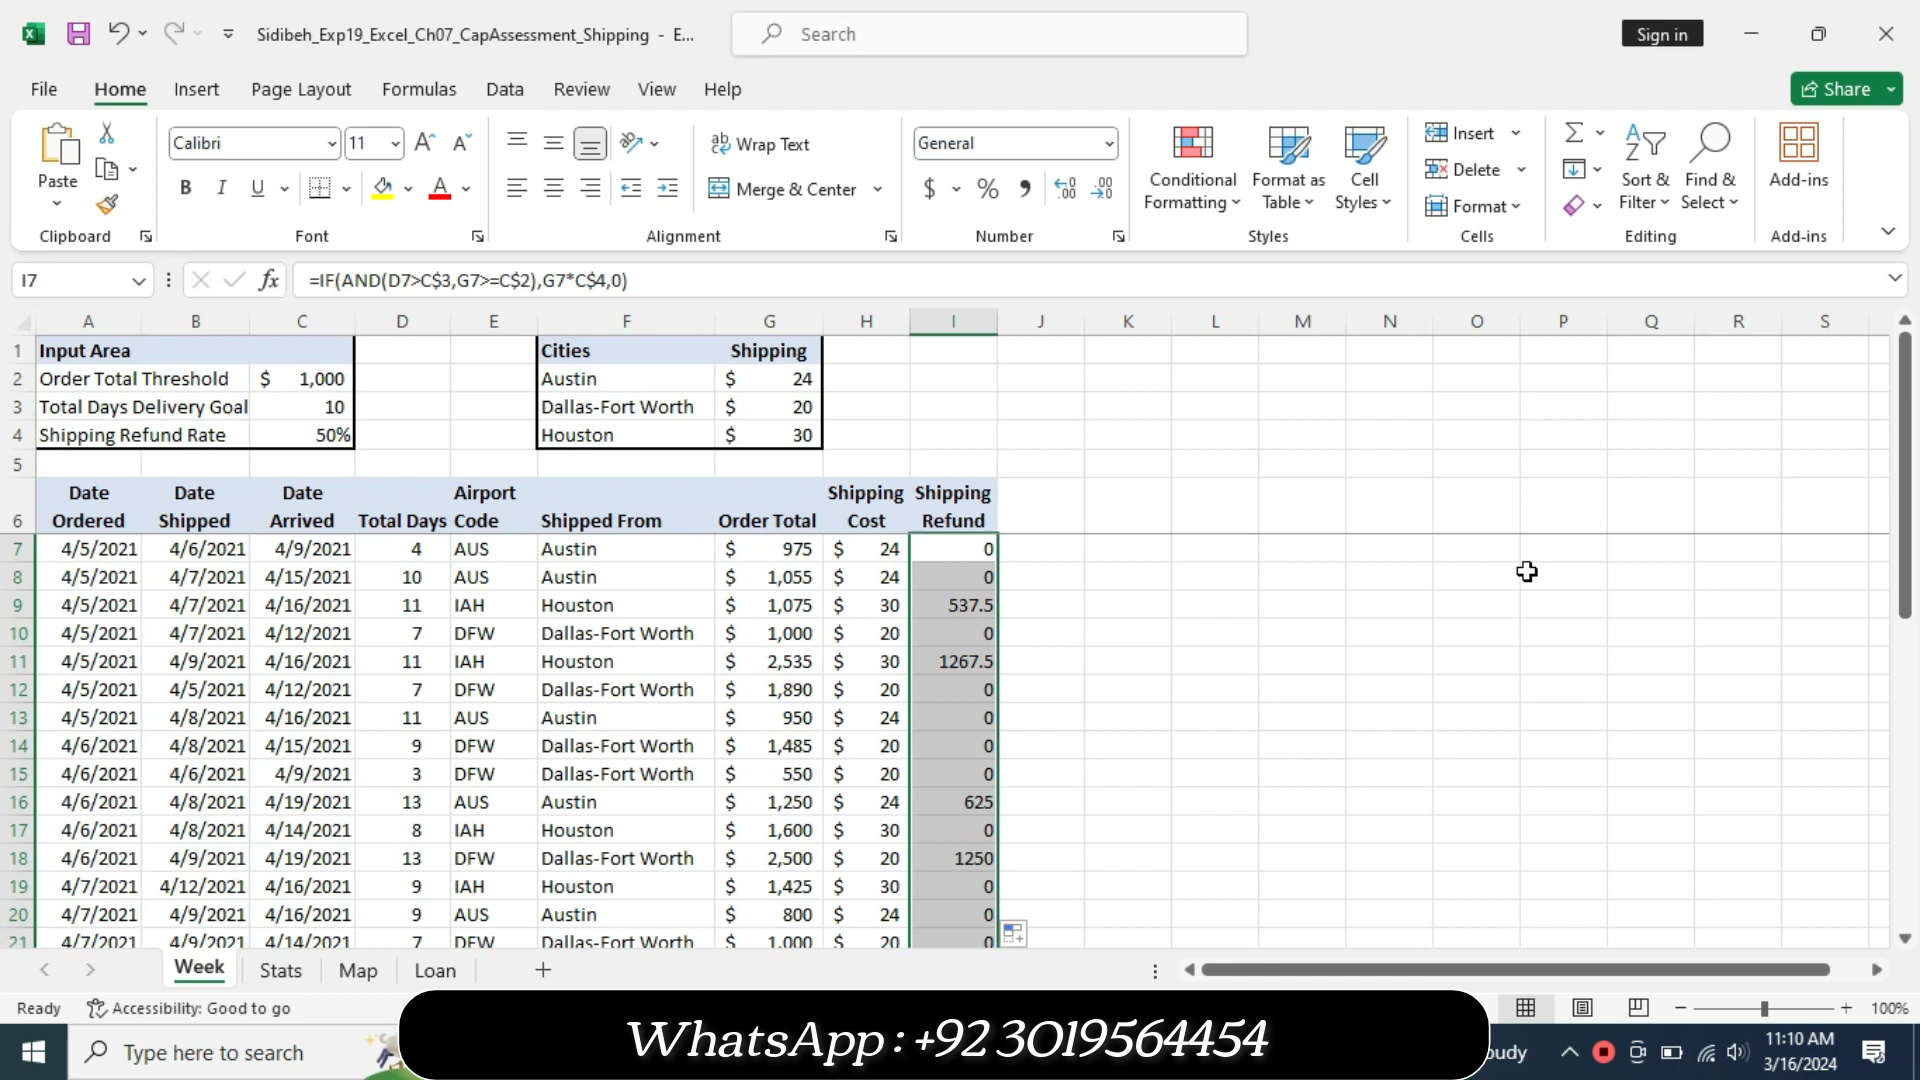 Sidibeh_Exp19_Excel_Ch07_CapAssessment_Shipping - E...
Search
Sign in
File Home Insert Page Layout Formulas Data Review View Help
Share
Paste
Clipboard
Calibri 11
B I U
Font
Wrap Text
Merge & Center
Alignment
General
$ % ,
Number
Conditional Formatting
Format as Table
Cell Styles
Styles
Insert
Delete
Format
Cells
Sort & Filter
Find & Select
Editing
Add-ins
Add-ins
I7 fx =IF(AND(D7>C$3,G7>=C$2),G7*C$4,0)
A B C D E F G H I J K L M N O P Q R S
1 Input Area Cities Shipping
2 Order Total Threshold $ 1,000 Austin $ 24
3 Total Days Delivery Goal 10 Dallas-Fort Worth $ 20
4 Shipping Refund Rate 50% Houston $ 30
5
6 Date Ordered Date Shipped Date Arrived Total Days Airport Code Shipped From Order Total Shipping Cost Shipping Refund
7 4/5/2021 4/6/2021 4/9/2021 4 AUS Austin $ 975 $ 24 0
8 4/5/2021 4/7/2021 4/15/2021 10 AUS Austin $ 1,055 $ 24 0
9 4/5/2021 4/7/2021 4/16/2021 11 IAH Houston $ 1,075 $ 30 537.5
10 4/5/2021 4/7/2021 4/12/2021 7 DFW Dallas-Fort Worth $ 1,000 $ 20 0
11 4/5/2021 4/9/2021 4/16/2021 11 IAH Houston $ 2,535 $ 30 1267.5
12 4/5/2021 4/5/2021 4/12/2021 7 DFW Dallas-Fort Worth $ 1,890 $ 20 0
13 4/5/2021 4/8/2021 4/16/2021 11 AUS Austin $ 950 $ 24 0
14 4/6/2021 4/8/2021 4/15/2021 9 DFW Dallas-Fort Worth $ 1,485 $ 20 0
15 4/6/2021 4/6/2021 4/9/2021 3 DFW Dallas-Fort Worth $ 550 $ 20 0
16 4/6/2021 4/8/2021 4/19/2021 13 AUS Austin $ 1,250 $ 24 625
17 4/6/2021 4/8/2021 4/14/2021 8 IAH Houston $ 1,600 $ 30 0
18 4/6/2021 4/9/2021 4/19/2021 13 DFW Dallas-Fort Worth $ 2,500 $ 20 1250
19 4/7/2021 4/12/2021 4/16/2021 9 IAH Houston $ 1,425 $ 30 0
20 4/7/2021 4/9/2021 4/16/2021 9 AUS Austin $ 800 $ 24 0
21 4/7/2021 4/9/2021 4/14/2021 7 DFW Dallas-Fort Worth $ 1,000 $ 20 0
Week Stats Map Loan
Ready Accessibility: Good to go 100%
WhatsApp : +92 3019564454
Type here to search
oudy
11:10 AM
3/16/2024